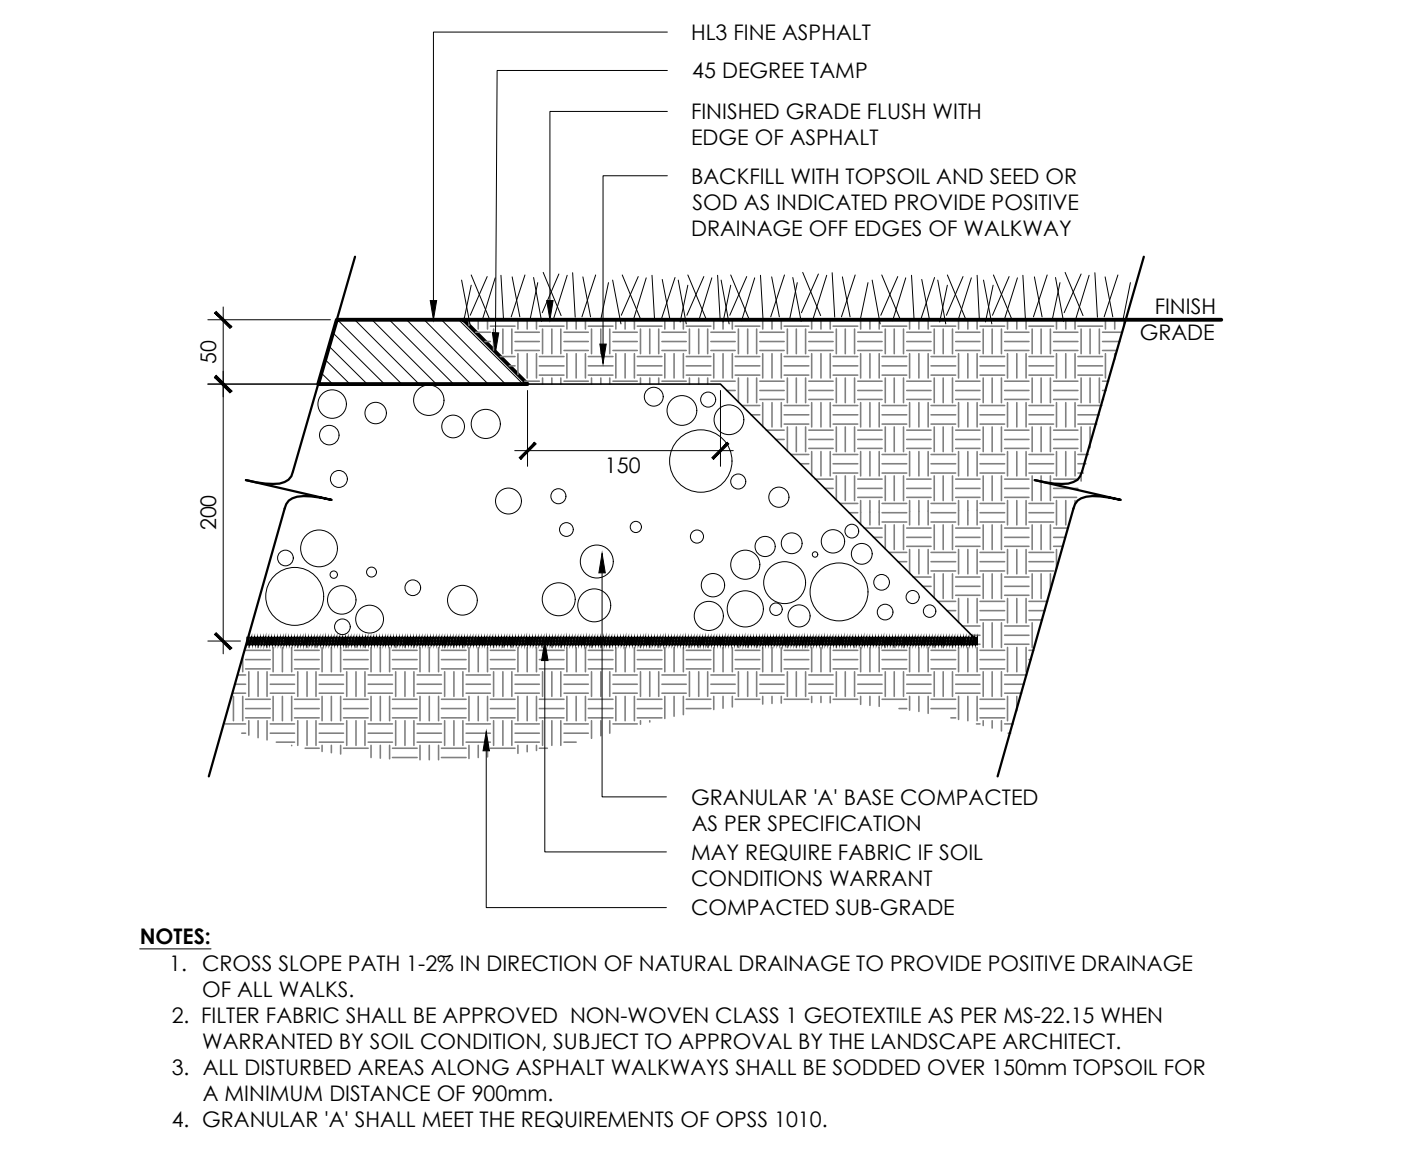 HL3 FINE ASPHALT
45 DEGREE TAMP
FINISHED GRADE FLUSH WITH
EDGE OF ASPHALT
BACKFILL WITH TOPSOIL AND SEED OR
SOD AS INDICATED PROVIDE POSITIVE
DRAINAGE OFF EDGES OF WALKWAY
FINISH
GRADE
50
150
200
GRANULAR 'A' BASE COMPACTED
AS PER SPECIFICATION
MAY REQUIRE FABRIC IF SOIL
CONDITIONS WARRANT
COMPACTED SUB-GRADE
NOTES:
1. CROSS SLOPE PATH 1-2% IN DIRECTION OF NATURAL DRAINAGE TO PROVIDE POSITIVE DRAINAGE
OF ALL WALKS.
2. FILTER FABRIC SHALL BE APPROVED NON-WOVEN CLASS 1 GEOTEXTILE AS PER MS-22.15 WHEN
WARRANTED BY SOIL CONDITION, SUBJECT TO APPROVAL BY THE LANDSCAPE ARCHITECT.
3. ALL DISTURBED AREAS ALONG ASPHALT WALKWAYS SHALL BE SODDED OVER 150mm TOPSOIL FOR
A MINIMUM DISTANCE OF 900mm.
4. GRANULAR 'A' SHALL MEET THE REQUIREMENTS OF OPSS 1010.